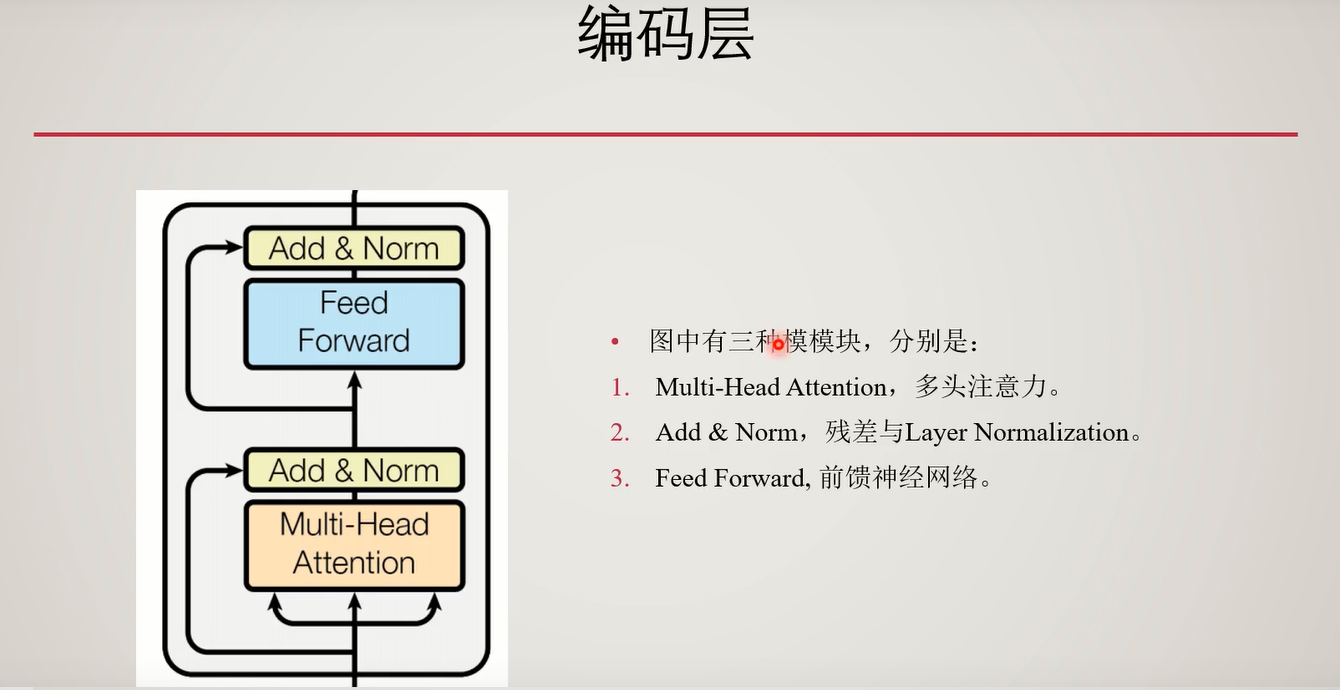 编码层
Add & Norm
Feed
Forward
Add & Norm
Multi-Head
Attention
• 图中有三种模模块，分别是：
1. Multi-Head Attention，多头注意力。
2. Add & Norm，残差与Layer Normalization。
3. Feed Forward, 前馈神经网络。